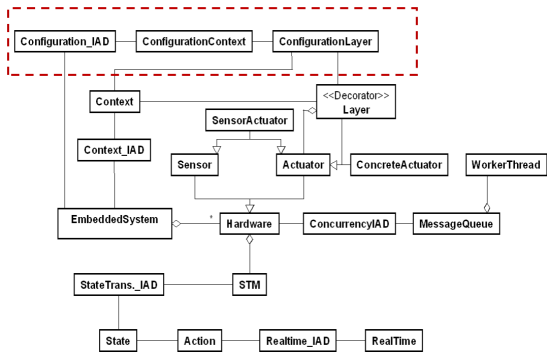 Configuration_IAD
ConfigurationContext
ConfigurationLayer
Context
<<Decorator>>
Layer
SensorActuator
Context_IAD
Sensor
Actuator
ConcreteActuator
WorkerThread
EmbeddedSystem
*
Hardware
ConcurrencyIAD
MessageQueue
StateTrans._IAD
STM
State
Action
Realtime_IAD
RealTime